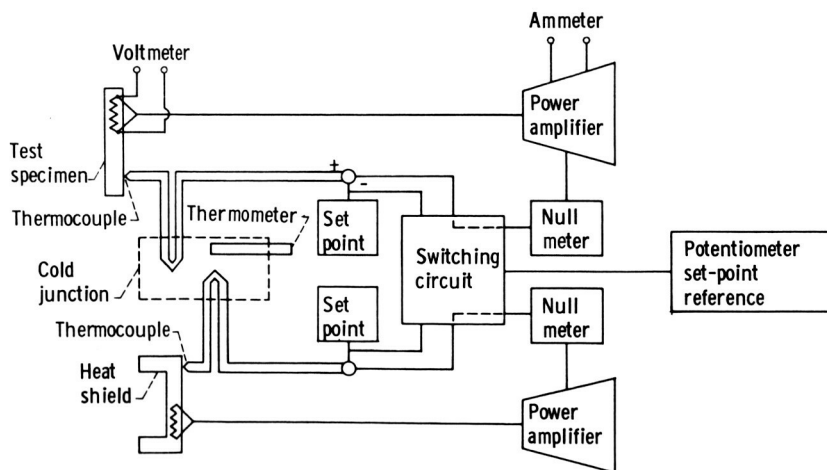 Ammeter
Voltmeter
Power
amplifier
Test
specimen
+
-
Thermocouple
Thermometer
Set
point
Null
meter
Switching
circuit
Potentiometer
set-point
reference
Cold
junction
Set
point
Null
meter
Thermocouple
Heat
shield
Power
amplifier